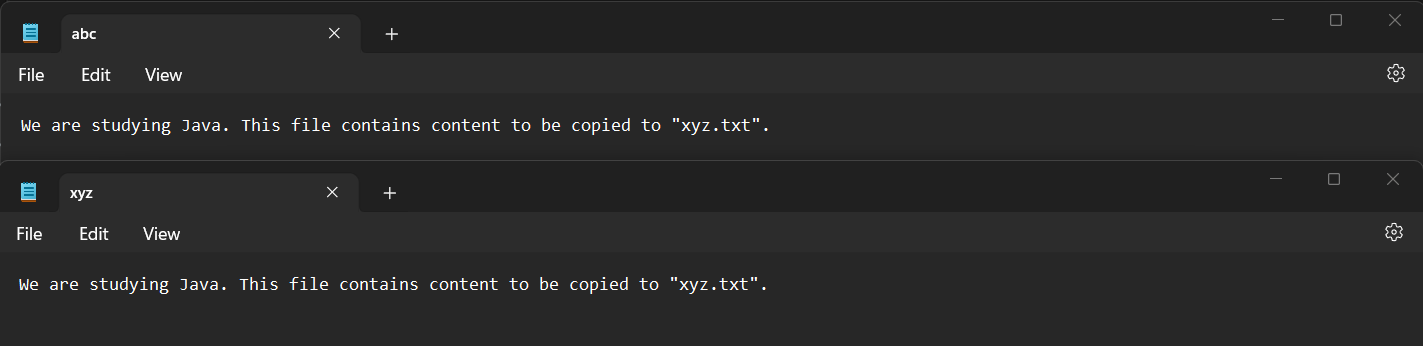 abc
File Edit View
We are studying Java. This file contains content to be copied to "xyz.txt".
xyz
File Edit View
We are studying Java. This file contains content to be copied to "xyz.txt".